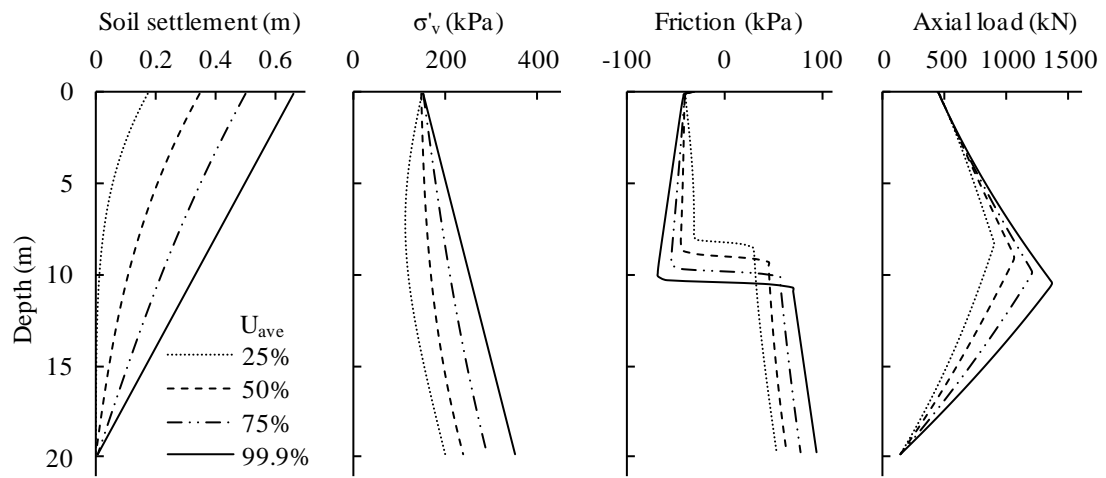 Soil settlement (m)
0 0.2 0.4 0.6
σ'v (kPa)
0 200 400
Friction (kPa)
-100 0 100
Axial load (kN)
0 500 1000 1500
Depth (m)
0
5
10
15
20
Uave
25%
50%
75%
99.9%